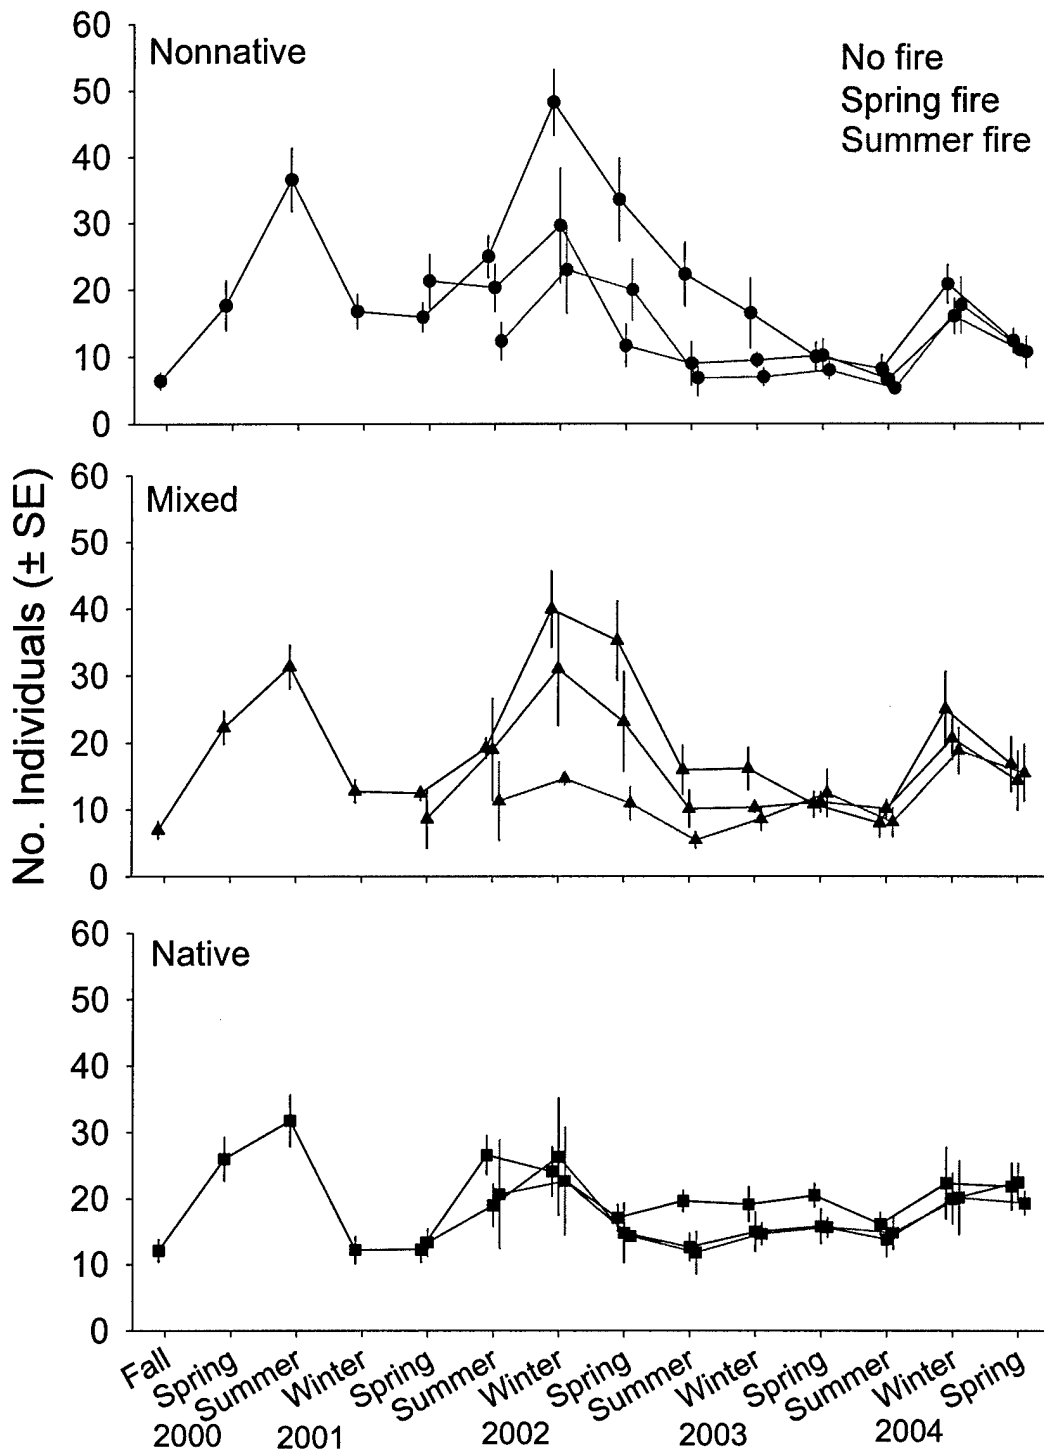 No. Individuals (± SE)
60
50
40
30
20
10
0
Nonnative
No fire
Spring fire
Summer fire
60
50
40
30
20
10
0
Mixed
60
50
40
30
20
10
0
Native
Fall
Spring
Summer
Winter
Spring
Summer
Winter
Spring
Summer
Winter
Spring
Summer
Winter
Spring
2000
2001
2002
2003
2004